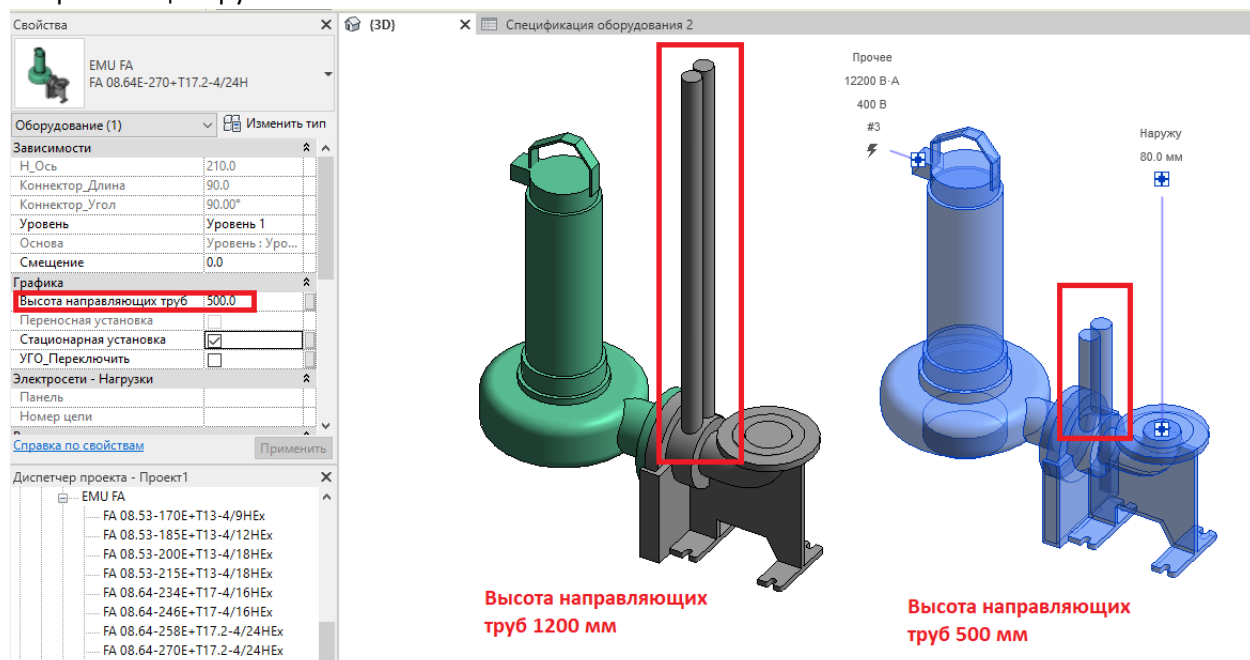 Свойства
EMU FA
FA 08.64E-270+T17.2-4/24H
Оборудование (1)
Изменить тип
Зависимости
Н_Ось 210.0
Коннектор_Длина 90.0
Коннектор_Угол 90.00°
Уровень Уровень 1
Основа Уровень : Уро...
Смещение 0.0
Графика
Высота направляющих труб 500.0
Переносная установка
Стационарная установка
УГО_Переключить
Электросети - Нагрузки
Панель
Номер цепи
Справка по свойствам
Применить
Диспетчер проекта - Проект1
EMU FA
FA 08.53-170E+T13-4/9HEx
FA 08.53-185E+T13-4/12HEx
FA 08.53-200E+T13-4/18HEx
FA 08.53-215E+T13-4/18HEx
FA 08.64-234E+T17-4/16HEx
FA 08.64-246E+T17-4/16HEx
FA 08.64-258E+T17.2-4/24HEx
FA 08.64-270E+T17.2-4/24HEx
{3D}
Спецификация оборудования 2
Прочее
12200 В·А
400 В
#3
Наружу
80.0 мм
Высота направляющих
труб 1200 мм
Высота направляющих
труб 500 мм